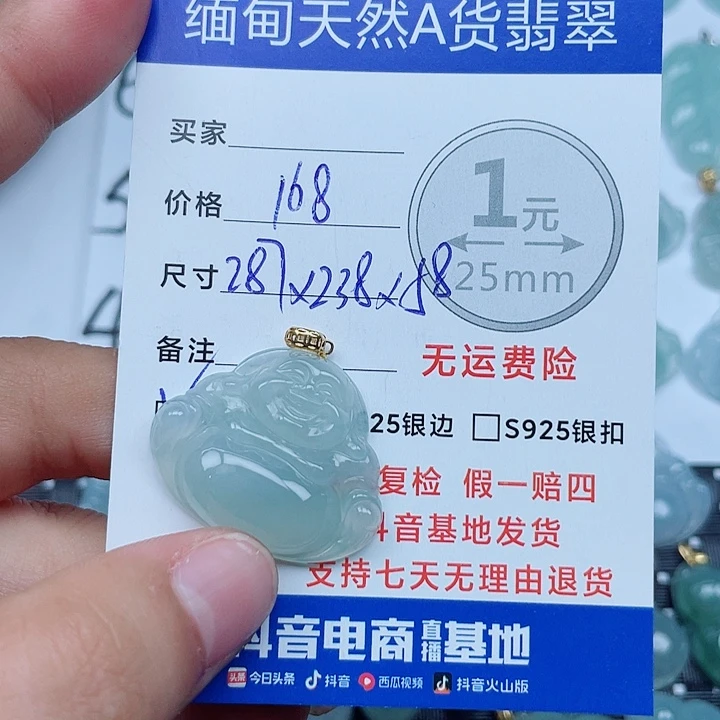 缅甸天然A货翡翠
买家
价格 168
1元
25mm
尺寸 287x238x58
备注
无运费险
25银边 □S925银扣
复检 假一赔四
抖音基地发货
支持七天无理由退货
抖音电商直播基地
头条 今日头条 抖音 西瓜视频 抖音火山版